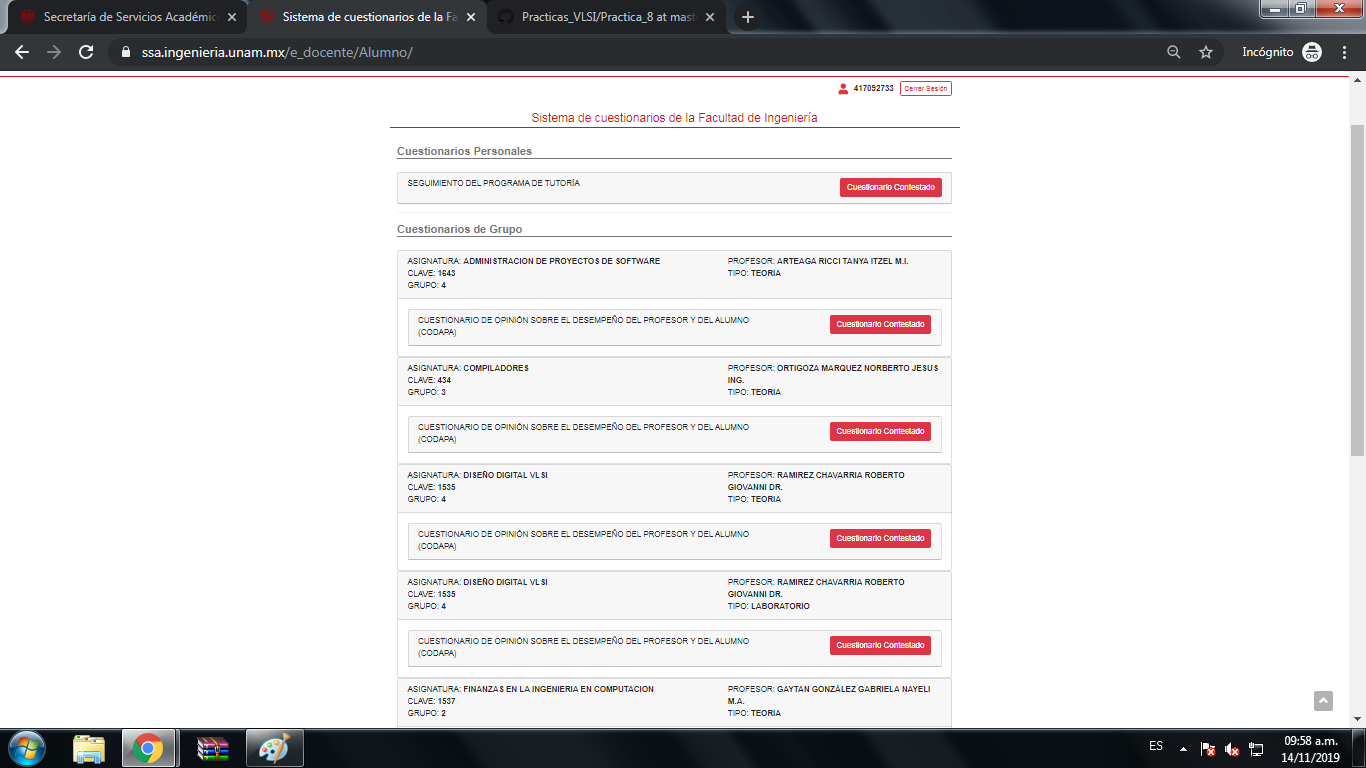 Secretaría de Servicios Académic
Sistema de cuestionarios de la Fa
Practicas_VLSI/Practica_8 at mast
ssa.ingenieria.unam.mx/e_docente/Alumno/
Incógnito
417092733
Cerrar Sesión
Sistema de cuestionarios de la Facultad de Ingeniería
Cuestionarios Personales
SEGUIMIENTO DEL PROGRAMA DE TUTORÍA
Cuestionario Contestado
Cuestionarios de Grupo
ASIGNATURA: ADMINISTRACION DE PROYECTOS DE SOFTWARE
CLAVE: 1643
GRUPO: 4
PROFESOR: ARTEAGA RICCI TANYA ITZEL M.I.
TIPO: TEORIA
CUESTIONARIO DE OPINIÓN SOBRE EL DESEMPEÑO DEL PROFESOR Y DEL ALUMNO
(CODAPA)
Cuestionario Contestado
ASIGNATURA: COMPILADORES
CLAVE: 434
GRUPO: 3
PROFESOR: ORTIGOZA MARQUEZ NORBERTO JESUS
ING.
TIPO: TEORIA
CUESTIONARIO DE OPINIÓN SOBRE EL DESEMPEÑO DEL PROFESOR Y DEL ALUMNO
(CODAPA)
Cuestionario Contestado
ASIGNATURA: DISEÑO DIGITAL VLSI
CLAVE: 1535
GRUPO: 4
PROFESOR: RAMIREZ CHAVARRIA ROBERTO
GIOVANNI DR.
TIPO: TEORIA
CUESTIONARIO DE OPINIÓN SOBRE EL DESEMPEÑO DEL PROFESOR Y DEL ALUMNO
(CODAPA)
Cuestionario Contestado
ASIGNATURA: DISEÑO DIGITAL VLSI
CLAVE: 1535
GRUPO: 4
PROFESOR: RAMIREZ CHAVARRIA ROBERTO
GIOVANNI DR.
TIPO: LABORATORIO
CUESTIONARIO DE OPINIÓN SOBRE EL DESEMPEÑO DEL PROFESOR Y DEL ALUMNO
(CODAPA)
Cuestionario Contestado
ASIGNATURA: FINANZAS EN LA INGENIERIA EN COMPUTACION
CLAVE: 1537
GRUPO: 2
PROFESOR: GAYTAN GONZÁLEZ GABRIELA NAYELI
M.A.
TIPO: TEORIA
ES
09:58 a.m.
14/11/2019